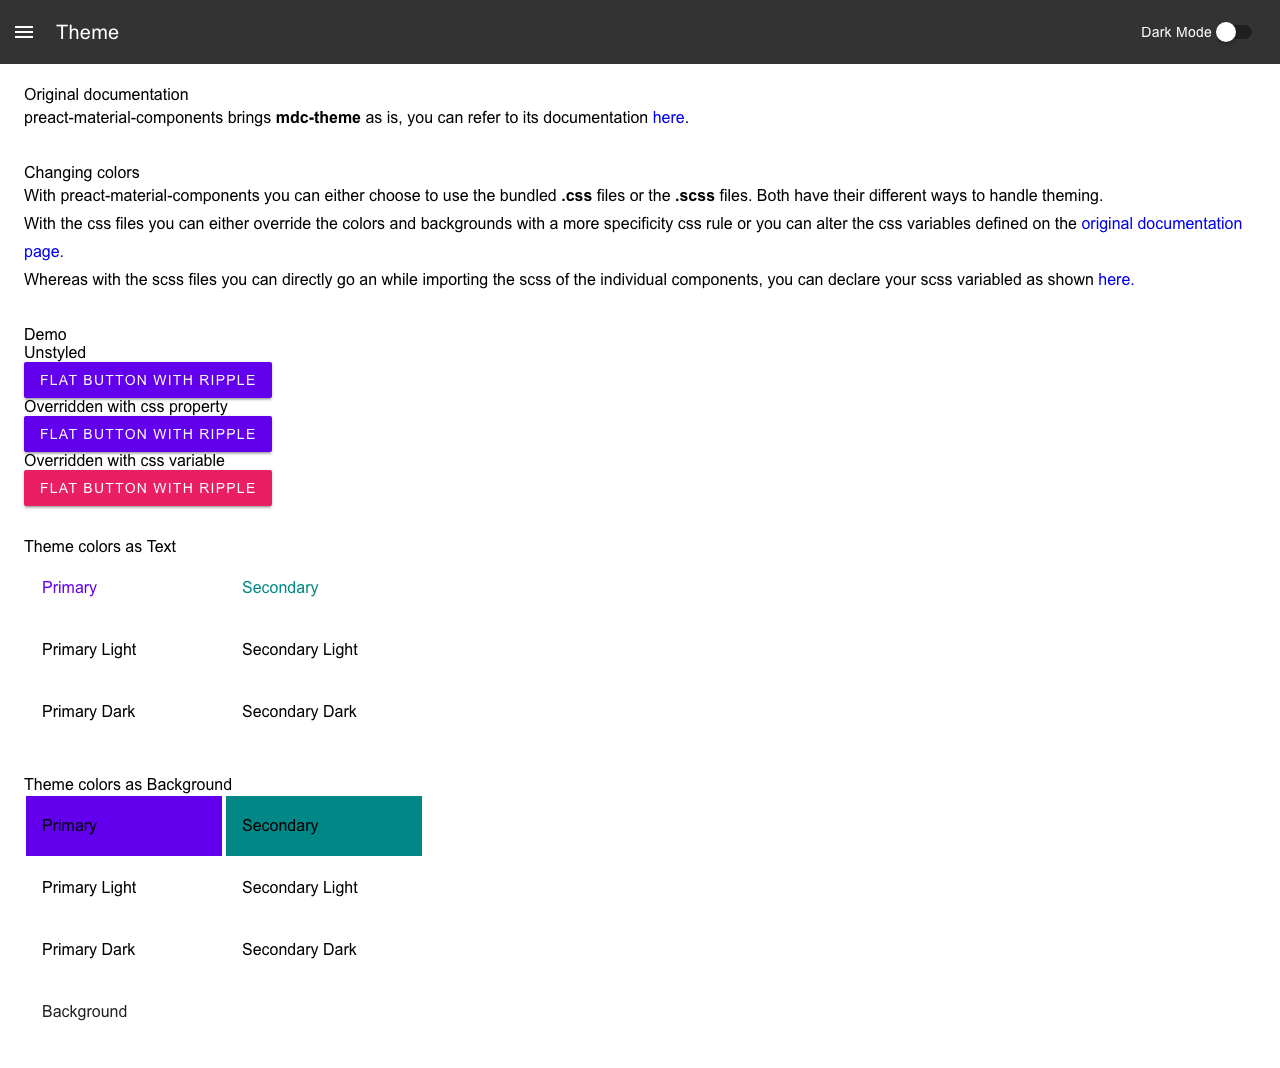 Theme
Dark Mode
Original documentation
preact-material-components brings mdc-theme as is, you can refer to its documentation here.
Changing colors
With preact-material-components you can either choose to use the bundled .css files or the .scss files. Both have their different ways to handle theming.
With the css files you can either override the colors and backgrounds with a more specificity css rule or you can alter the css variables defined on the original documentation
page.
Whereas with the scss files you can directly go an while importing the scss of the individual components, you can declare your scss variabled as shown here.
Demo
Unstyled
FLAT BUTTON WITH RIPPLE
Overridden with css property
FLAT BUTTON WITH RIPPLE
Overridden with css variable
FLAT BUTTON WITH RIPPLE
Theme colors as Text
Primary Secondary
Primary Light Secondary Light
Primary Dark Secondary Dark
Theme colors as Background
Primary Secondary
Primary Light Secondary Light
Primary Dark Secondary Dark
Background